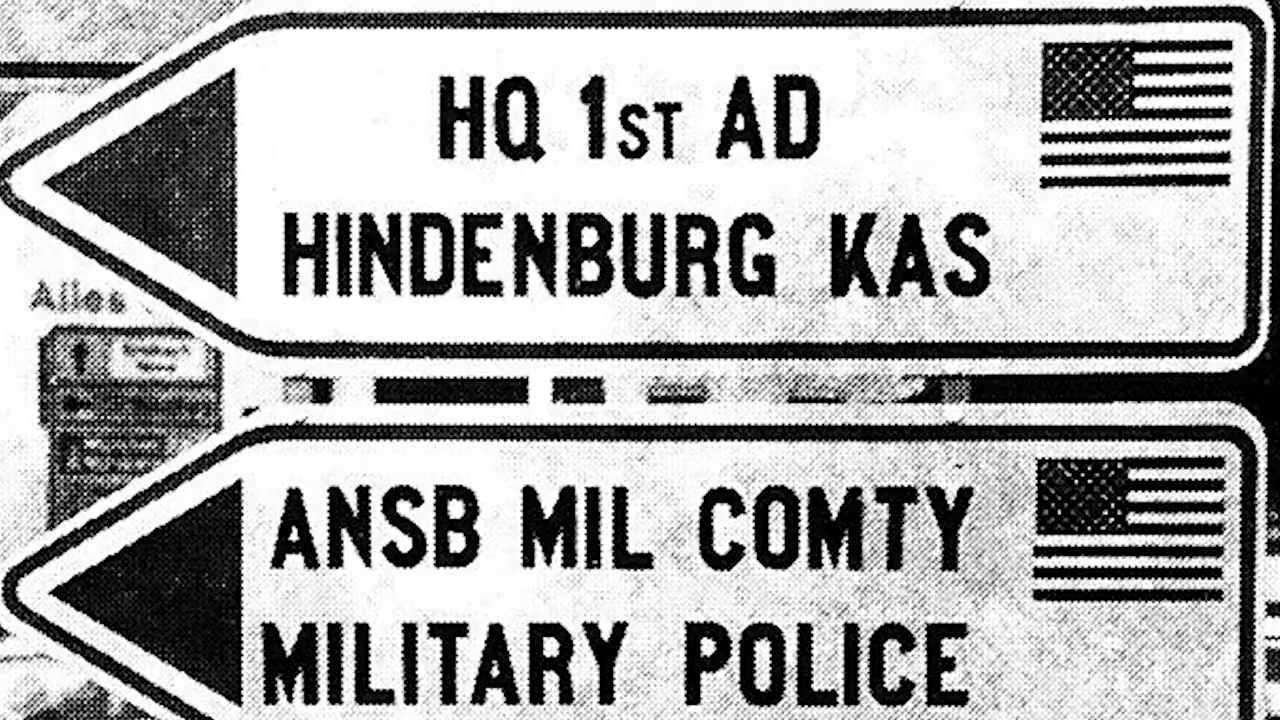 HQ 1ST AD
HINDENBURG KAS
Alles
ANSB MIL COMTY
MILITARY POLICE